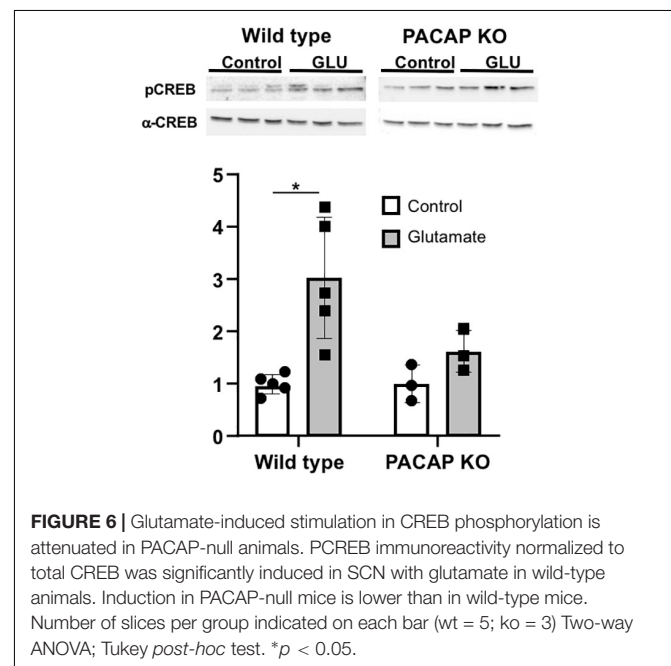 Wild type PACAP KO
Control GLU Control GLU
pCREB
α-CREB
5
4
3
2
1
0
*
Control
Glutamate
Wild type PACAP KO
FIGURE 6 | Glutamate-induced stimulation in CREB phosphorylation is
attenuated in PACAP-null animals. PCREB immunoreactivity normalized to
total CREB was significantly induced in SCN with glutamate in wild-type
animals. Induction in PACAP-null mice is lower than in wild-type mice.
Number of slices per group indicated on each bar (wt = 5; ko = 3) Two-way
ANOVA; Tukey post-hoc test. *p < 0.05.